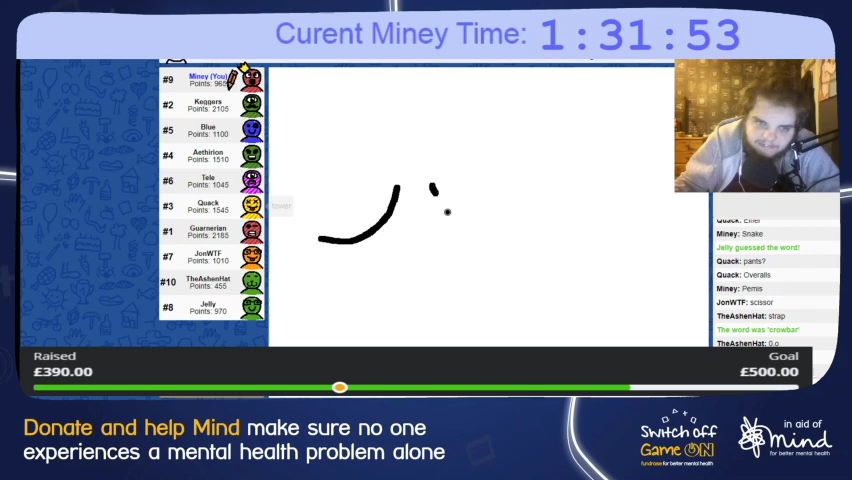 Curent Miney Time: 1:31:53
#9 Miney (You)
Points: 965
#2 Keggers
Points: 2105
#5 Blue
Points: 1100
#4 Aethirion
Points: 1510
#6 Tele
Points: 1045
#3 Quack
Points: 1545
#1 Guarnerian
Points: 2185
#7 JonWTF
Points: 1010
#10 TheAshenHat
Points: 455
#8 Jelly
Points: 970
tower
Miney: Snake
Jelly guessed the word!
Quack: pants?
Quack: Overalls
Miney: Pemis
JonWTF: scissor
TheAshenHat: strap
The word was 'crowbar'
TheAshenHat: 0.o
Raised
£390.00
Goal
£500.00
Donate and help Mind make sure no one
experiences a mental health problem alone
Switch off
Game ON
fundraise for better mental health
in aid of
mind
for better mental health